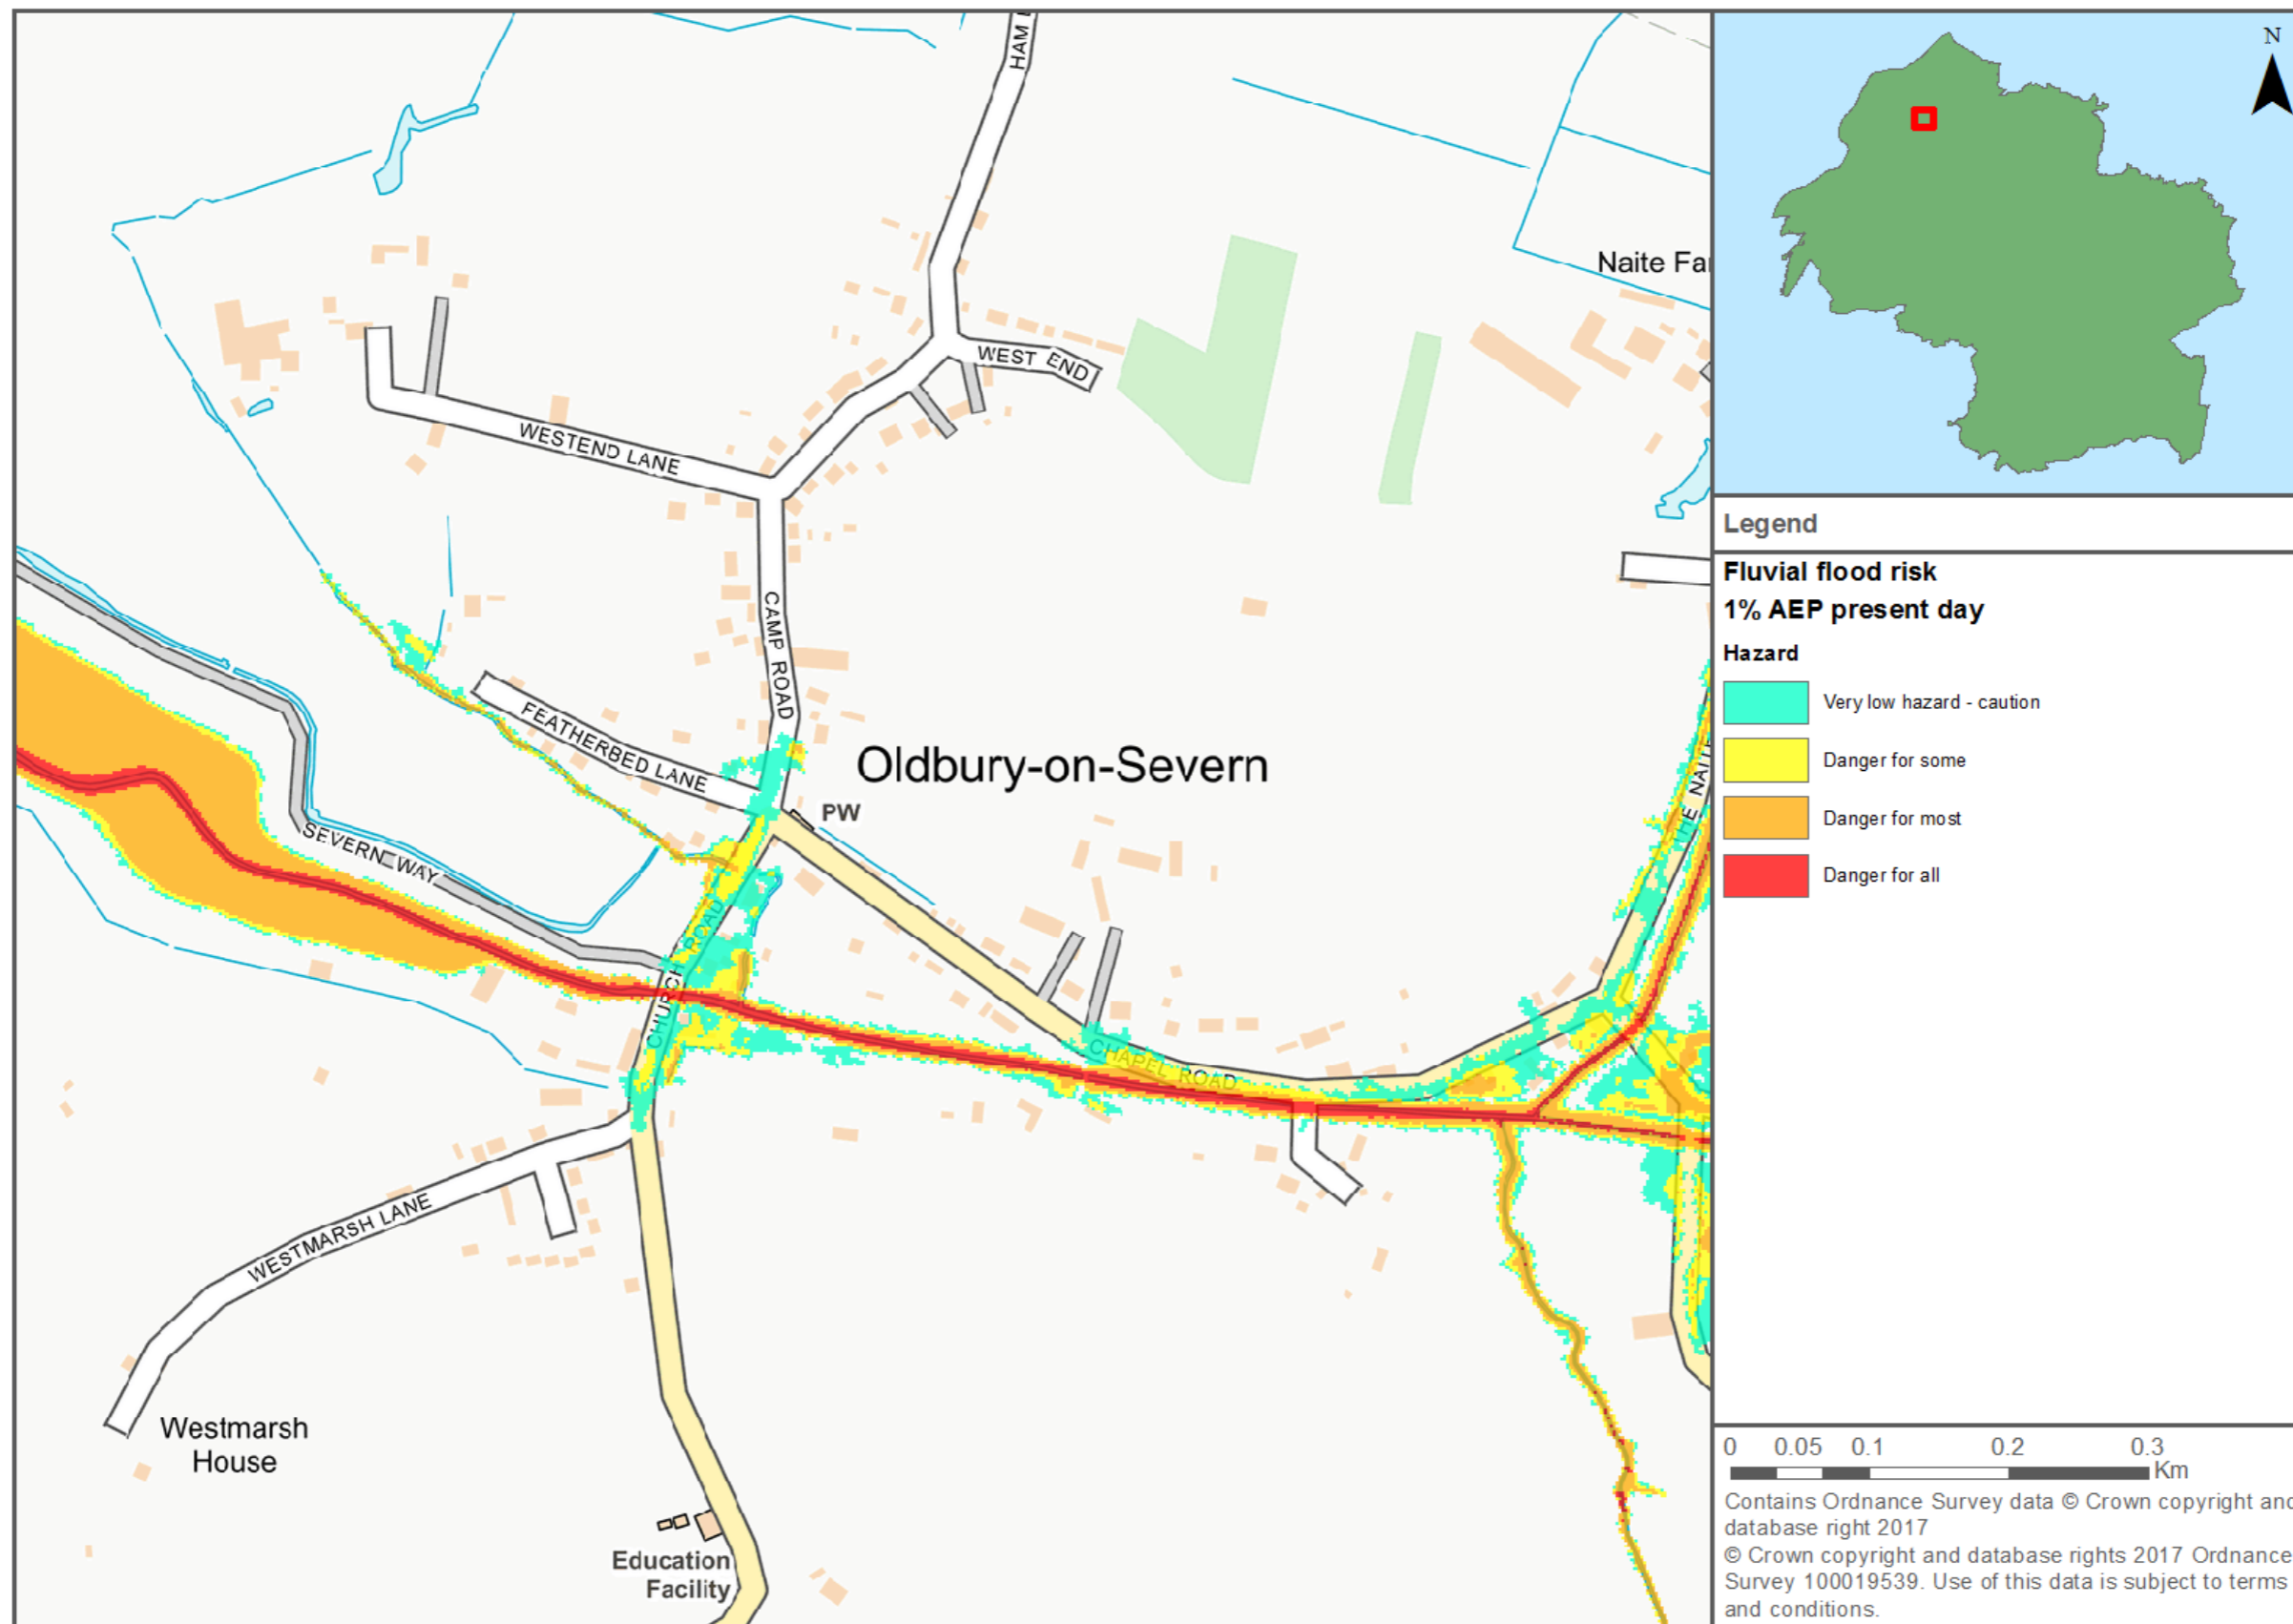 HAM
N
Naite Fa
WEST END
WESTEND LANE
CAMP ROAD
FEATHERBED LANE
Oldbury-on-Severn
PW
THE NAITE
SEVERN WAY
CHURCH ROAD
CHAPEL ROAD
WESTMARSH LANE
Westmarsh
House
Education
Facility
Legend
Fluvial flood risk
1% AEP present day
Hazard
Very low hazard - caution
Danger for some
Danger for most
Danger for all
0 0.05 0.1 0.2 0.3
Km
Contains Ordnance Survey data © Crown copyright and
database right 2017
© Crown copyright and database rights 2017 Ordnance
Survey 100019539. Use of this data is subject to terms
and conditions.